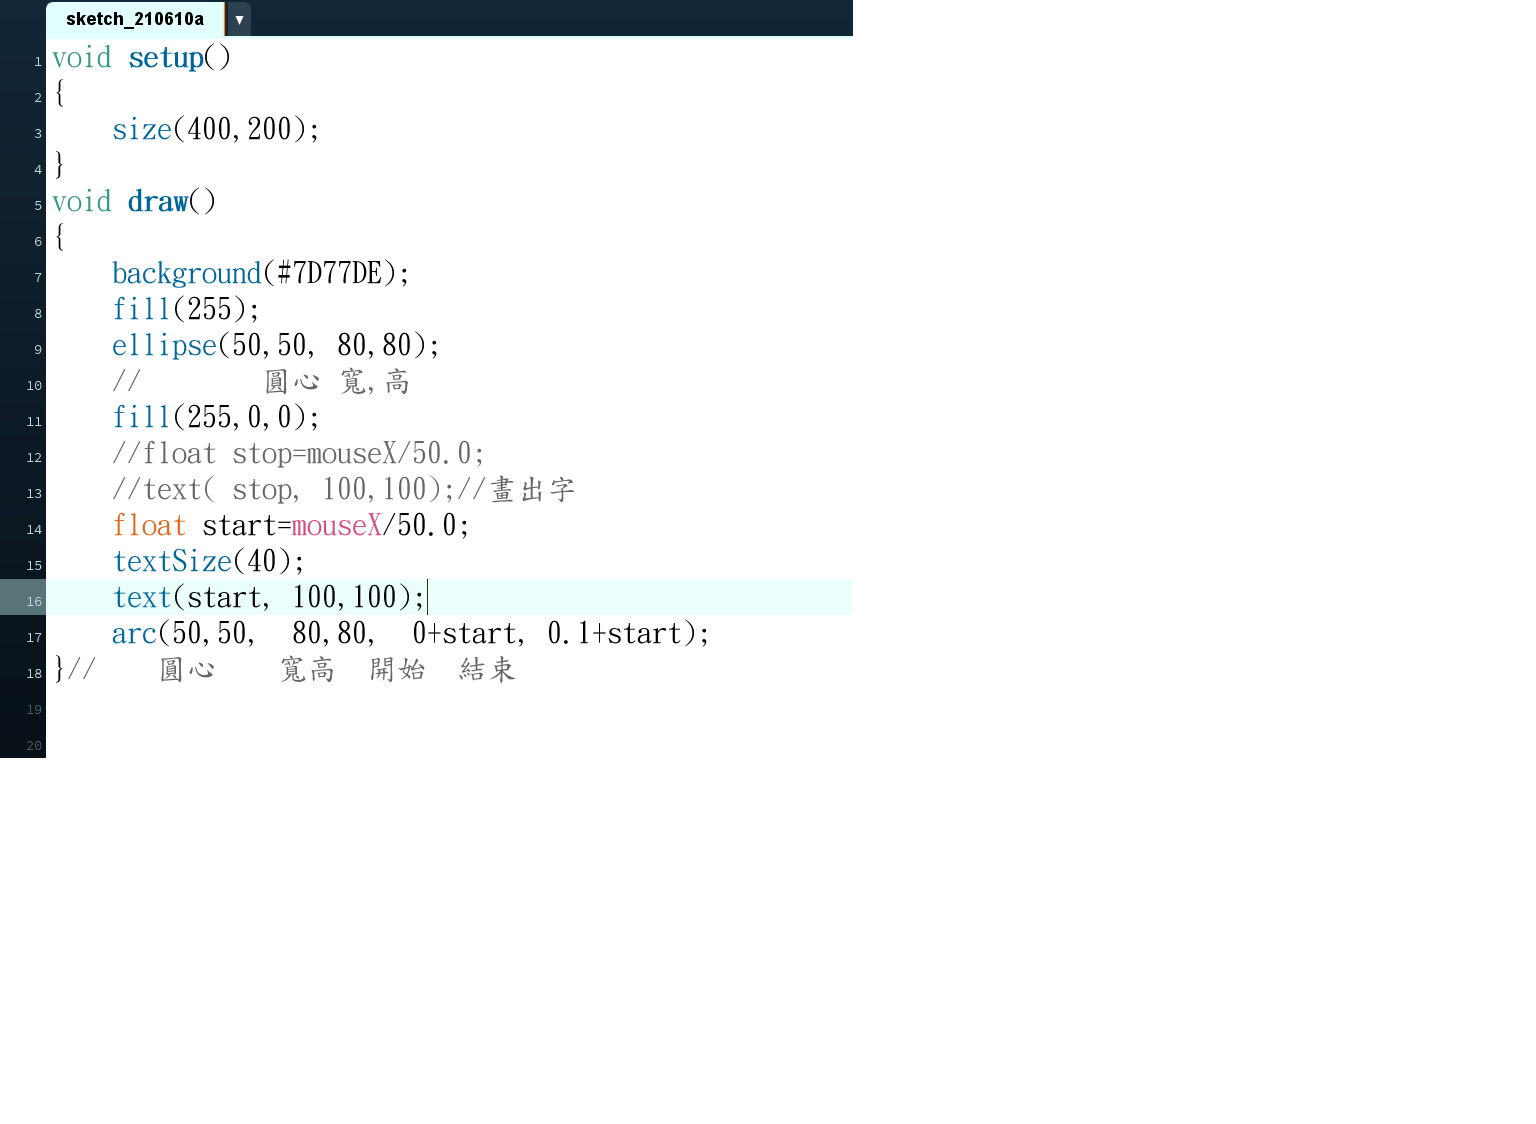 sketch_210610a ▼
1 void setup()
2 {
3     size(400,200);
4 }
5 void draw()
6 {
7     background(#7D77DE);
8     fill(255);
9     ellipse(50,50, 80,80);
10     //        圓心 寬,高
11     fill(255,0,0);
12     //float stop=mouseX/50.0;
13     //text( stop, 100,100);//畫出字
14     float start=mouseX/50.0;
15     textSize(40);
16     text(start, 100,100);
17     arc(50,50,  80,80,  0+start, 0.1+start);
18 }//    圓心    寬高  開始  結束
19
20